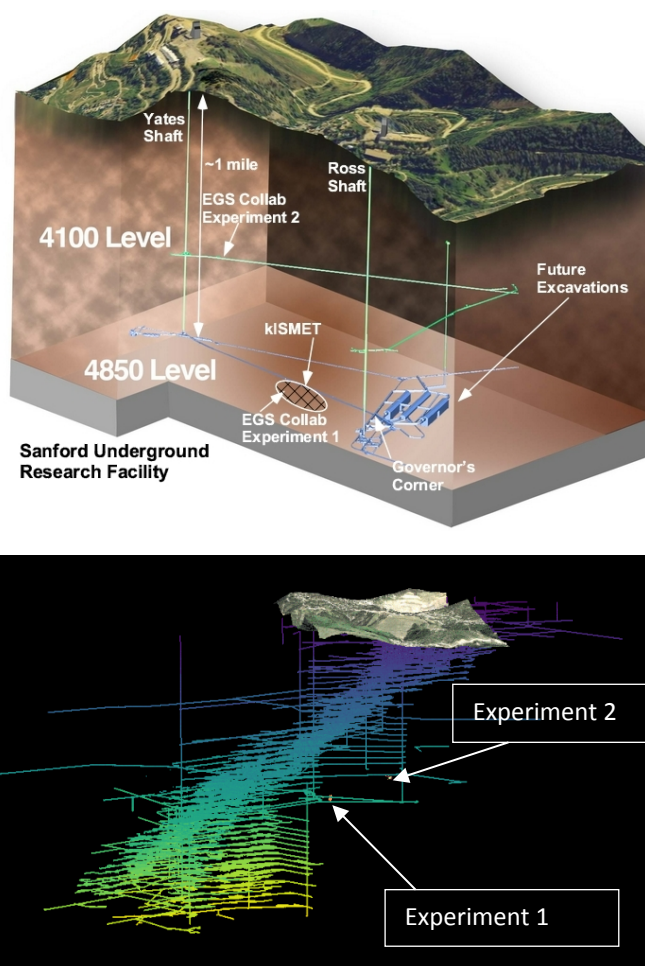 Yates
Shaft
~1 mile
Ross
Shaft
EGS Collab
Experiment 2
4100 Level
Future
Excavations
kISMET
4850 Level
EGS Collab
Experiment 1
Sanford Underground
Research Facility
Governor's
Corner
Experiment 2
Experiment 1